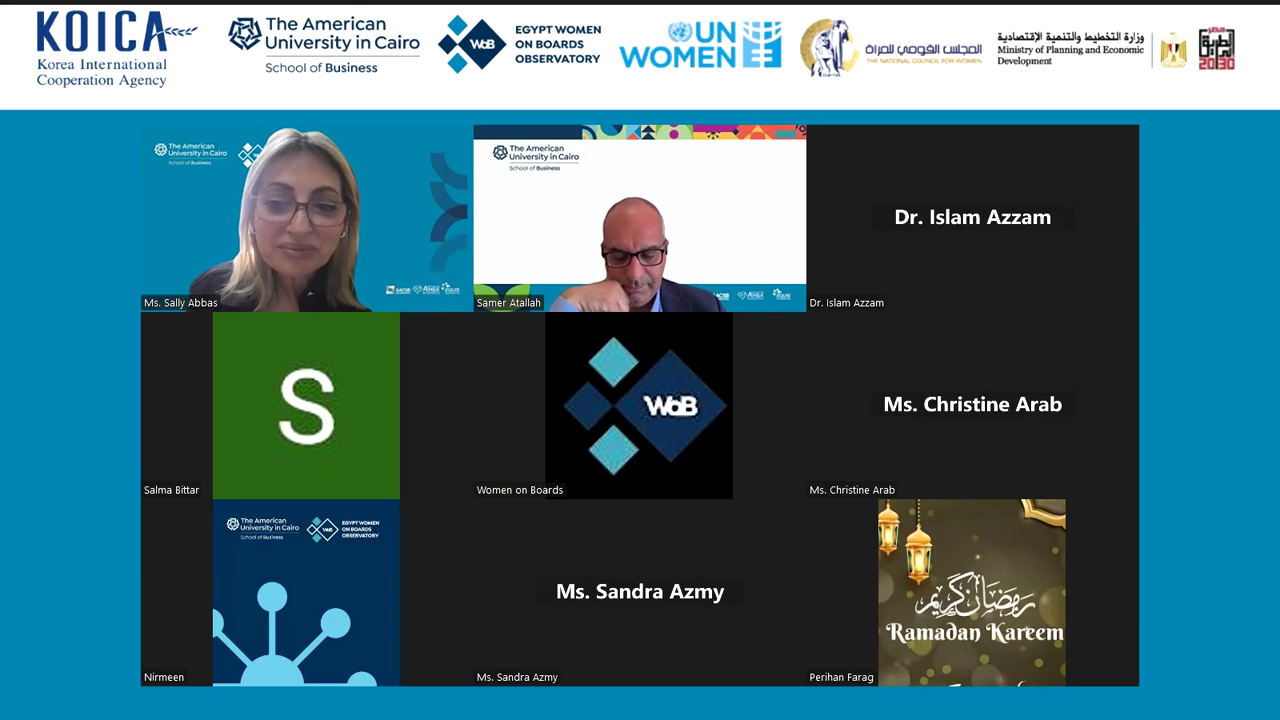 KOICA
Korea International
Cooperation Agency
The American
University in Cairo
School of Business
WoB
EGYPT WOMEN
ON BOARDS
OBSERVATORY
UN
WOMEN
المجلس القومي للمرأة
THE NATIONAL COUNCIL FOR WOMEN
وزارة التخطيط والتنمية الاقتصادية
Ministry of Planning and Economic
Development
مصر
2030
The American
University in Cairo
School of Business
Ms. Sally Abbas
The American
University in Cairo
School of Business
Samer Atallah
Dr. Islam Azzam
Dr. Islam Azzam
S
Salma Bittar
WoB
Women on Boards
Ms. Christine Arab
Ms. Christine Arab
The American
University in Cairo
School of Business
WoB
EGYPT WOMEN
ON BOARDS
OBSERVATORY
Nirmeen
Ms. Sandra Azmy
Ms. Sandra Azmy
رمضان كريم
Ramadan Kareem
Perihan Farag